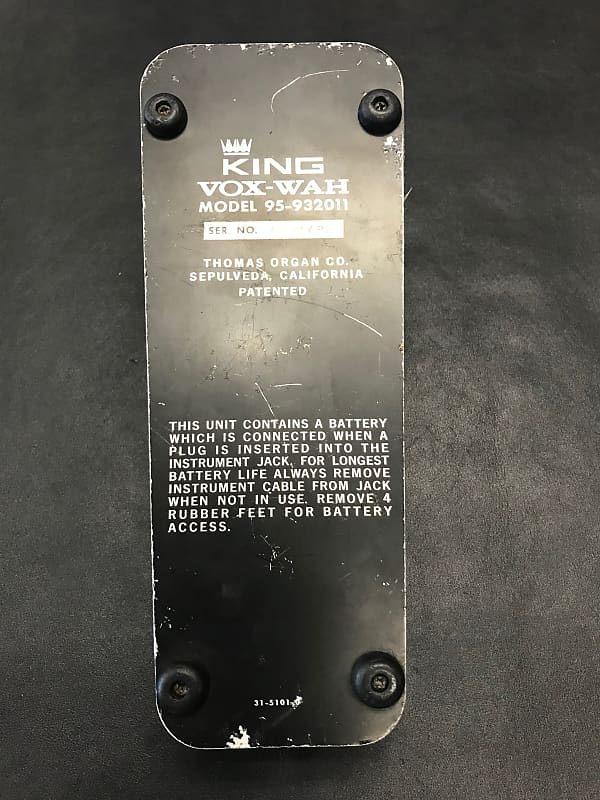 KING
VOX-WAH
MODEL 95-932011
SER. NO.
THOMAS ORGAN CO.
SEPULVEDA, CALIFORNIA
PATENTED
THIS UNIT CONTAINS A BATTERY
WHICH IS CONNECTED WHEN A
PLUG IS INSERTED INTO THE
INSTRUMENT JACK. FOR LONGEST
BATTERY LIFE ALWAYS REMOVE
INSTRUMENT CABLE FROM JACK
WHEN NOT IN USE. REMOVE 4
RUBBER FEET FOR BATTERY
ACCESS.